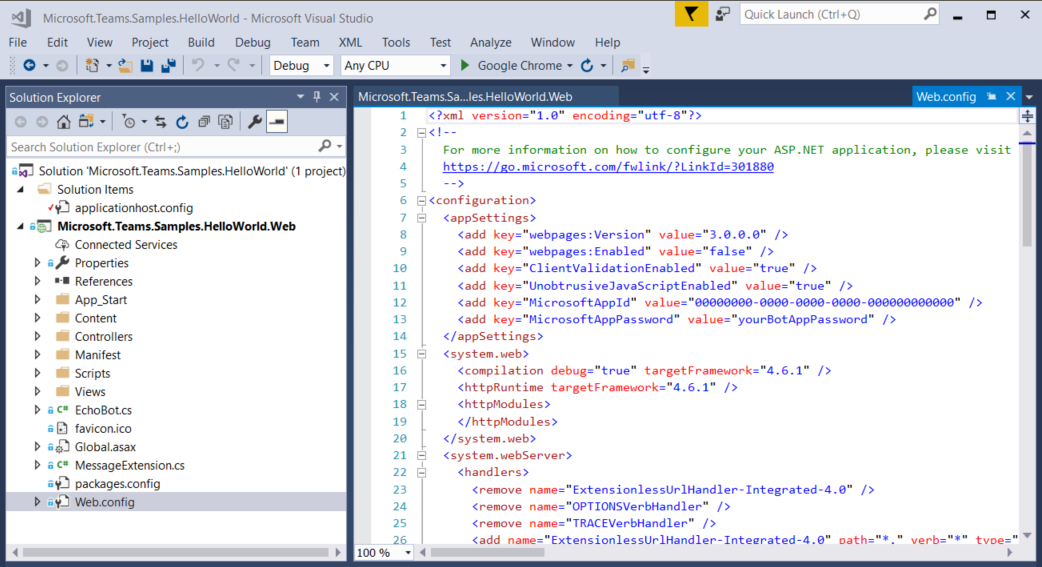 Microsoft.Teams.Samples.HelloWorld - Microsoft Visual Studio
Quick Launch (Ctrl+Q)
File Edit View Project Build Debug Team XML Tools Test Analyze Window Help
Debug Any CPU Google Chrome
Solution Explorer
Search Solution Explorer (Ctrl+;)
Solution 'Microsoft.Teams.Samples.HelloWorld' (1 project)
Solution Items
applicationhost.config
Microsoft.Teams.Samples.HelloWorld.Web
Connected Services
Properties
References
App_Start
Content
Controllers
Manifest
Scripts
Views
C# EchoBot.cs
favicon.ico
Global.asax
C# MessageExtension.cs
packages.config
Web.config
Microsoft.Teams.Sa...les.HelloWorld.Web
Web.config
1 <?xml version="1.0" encoding="utf-8"?>
2 <!--
3 For more information on how to configure your ASP.NET application, please visit
4 https://go.microsoft.com/fwlink/?LinkId=301880
5 -->
6 <configuration>
7 <appSettings>
8 <add key="webpages:Version" value="3.0.0.0" />
9 <add key="webpages:Enabled" value="false" />
10 <add key="ClientValidationEnabled" value="true" />
11 <add key="UnobtrusiveJavaScriptEnabled" value="true" />
12 <add key="MicrosoftAppId" value="00000000-0000-0000-0000-000000000000" />
13 <add key="MicrosoftAppPassword" value="yourBotAppPassword" />
14 </appSettings>
15 <system.web>
16 <compilation debug="true" targetFramework="4.6.1" />
17 <httpRuntime targetFramework="4.6.1" />
18 <httpModules>
19 </httpModules>
20 </system.web>
21 <system.webServer>
22 <handlers>
23 <remove name="ExtensionlessUrlHandler-Integrated-4.0" />
24 <remove name="OPTIONSVerbHandler" />
25 <remove name="TRACEVerbHandler" />
26 <add name="ExtensionlessUrlHandler-Integrated-4.0" path="*." verb="*" type="
100 %